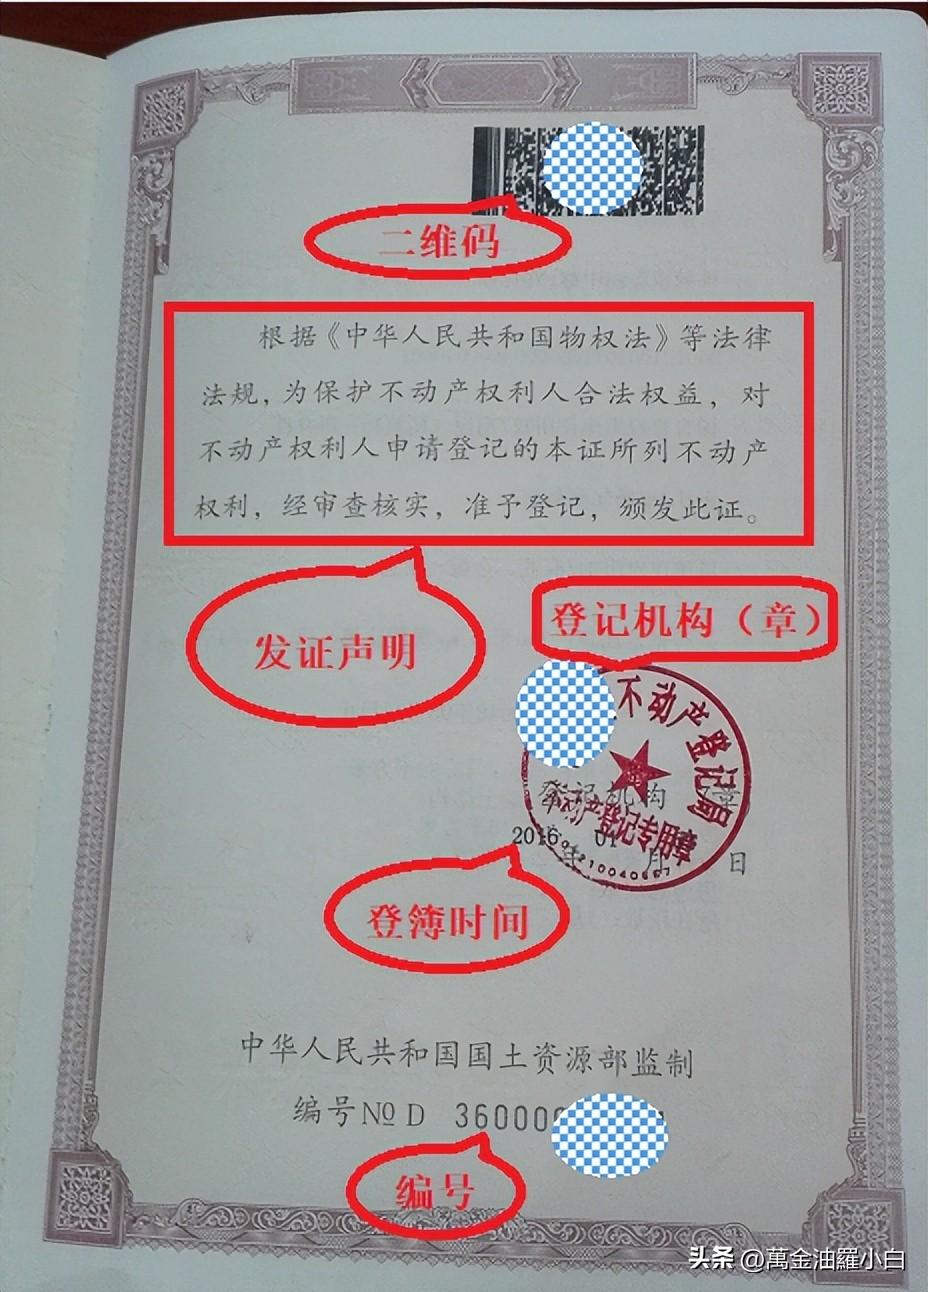 二维码
根据《中华人民共和国物权法》等法律
法规，为保护不动产权利人合法权益，对
不动产权利人申请登记的本证所列不动产
权利，经审查核实，准予登记，颁发此证。
发证声明
登记机构（章）
不动产登记局
登记机构 章
不动产登记专用章
2016 年 01 月 日
登簿时间
中华人民共和国国土资源部监制
编号 № D 36000
编号
头条 @萬金油羅小白